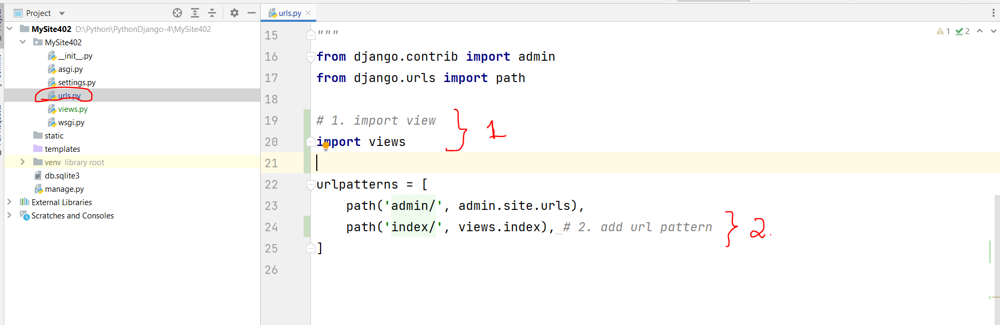 Project
MySite402 D:\Python\PythonDjango-4\MySite402
MySite402
__init__.py
asgi.py
settings.py
urls.py
views.py
wsgi.py
static
templates
venv library root
db.sqlite3
manage.py
External Libraries
Scratches and Consoles
urls.py
1 2
15 """
16 from django.contrib import admin
17 from django.urls import path
18
19 # 1. import view
20 import views
21
22 urlpatterns = [
23 path('admin/', admin.site.urls),
24 path('index/', views.index), # 2. add url pattern
25 ]
26
1
2.